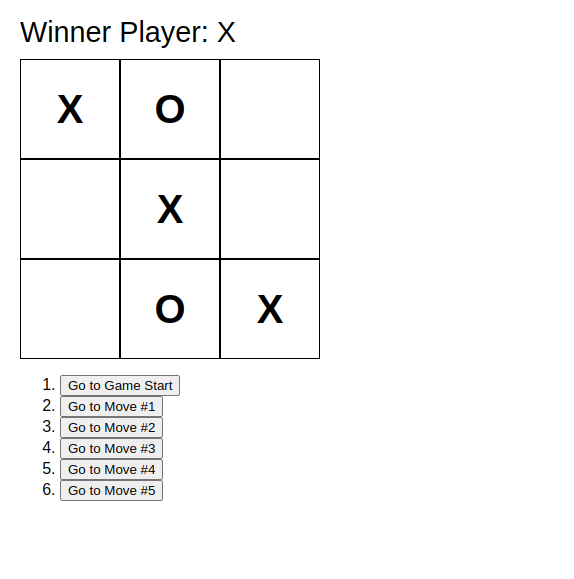 Winner Player: X
X O
X
O X
1. Go to Game Start
2. Go to Move #1
3. Go to Move #2
4. Go to Move #3
5. Go to Move #4
6. Go to Move #5